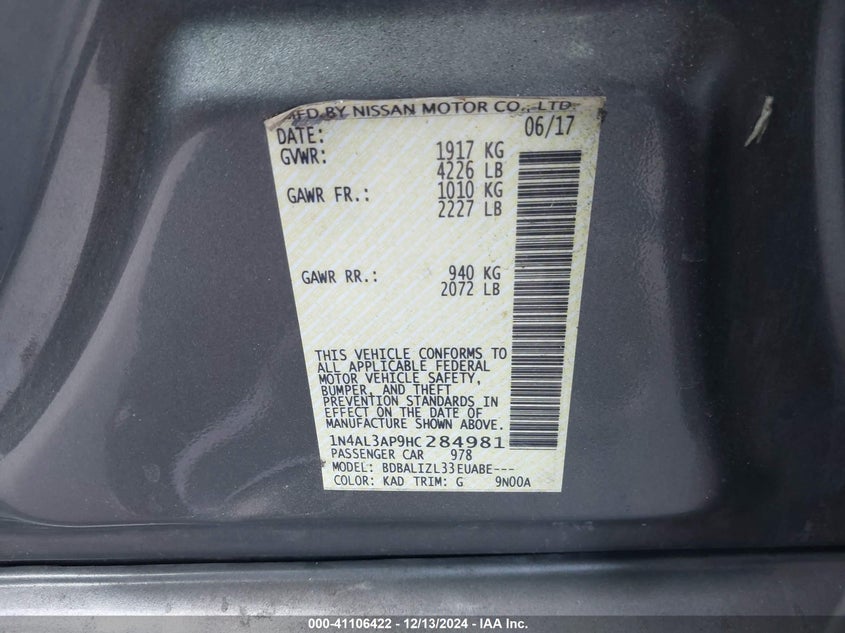 MFD BY NISSAN MOTOR CO., LTD.
DATE: 06/17
GVWR: 1917 KG
4226 LB
GAWR FR.: 1010 KG
2227 LB
GAWR RR.: 940 KG
2072 LB
THIS VEHICLE CONFORMS TO
ALL APPLICABLE FEDERAL
MOTOR VEHICLE SAFETY,
BUMPER, AND THEFT
PREVENTION STANDARDS IN
EFFECT ON THE DATE OF
MANUFACTURE SHOWN ABOVE.
1N4AL3AP9HC284981
PASSENGER CAR 978
MODEL: BDBALIZL33EUABE---
COLOR: KAD TRIM: G 9N00A
000-41106422 - 12/13/2024 - IAA Inc.